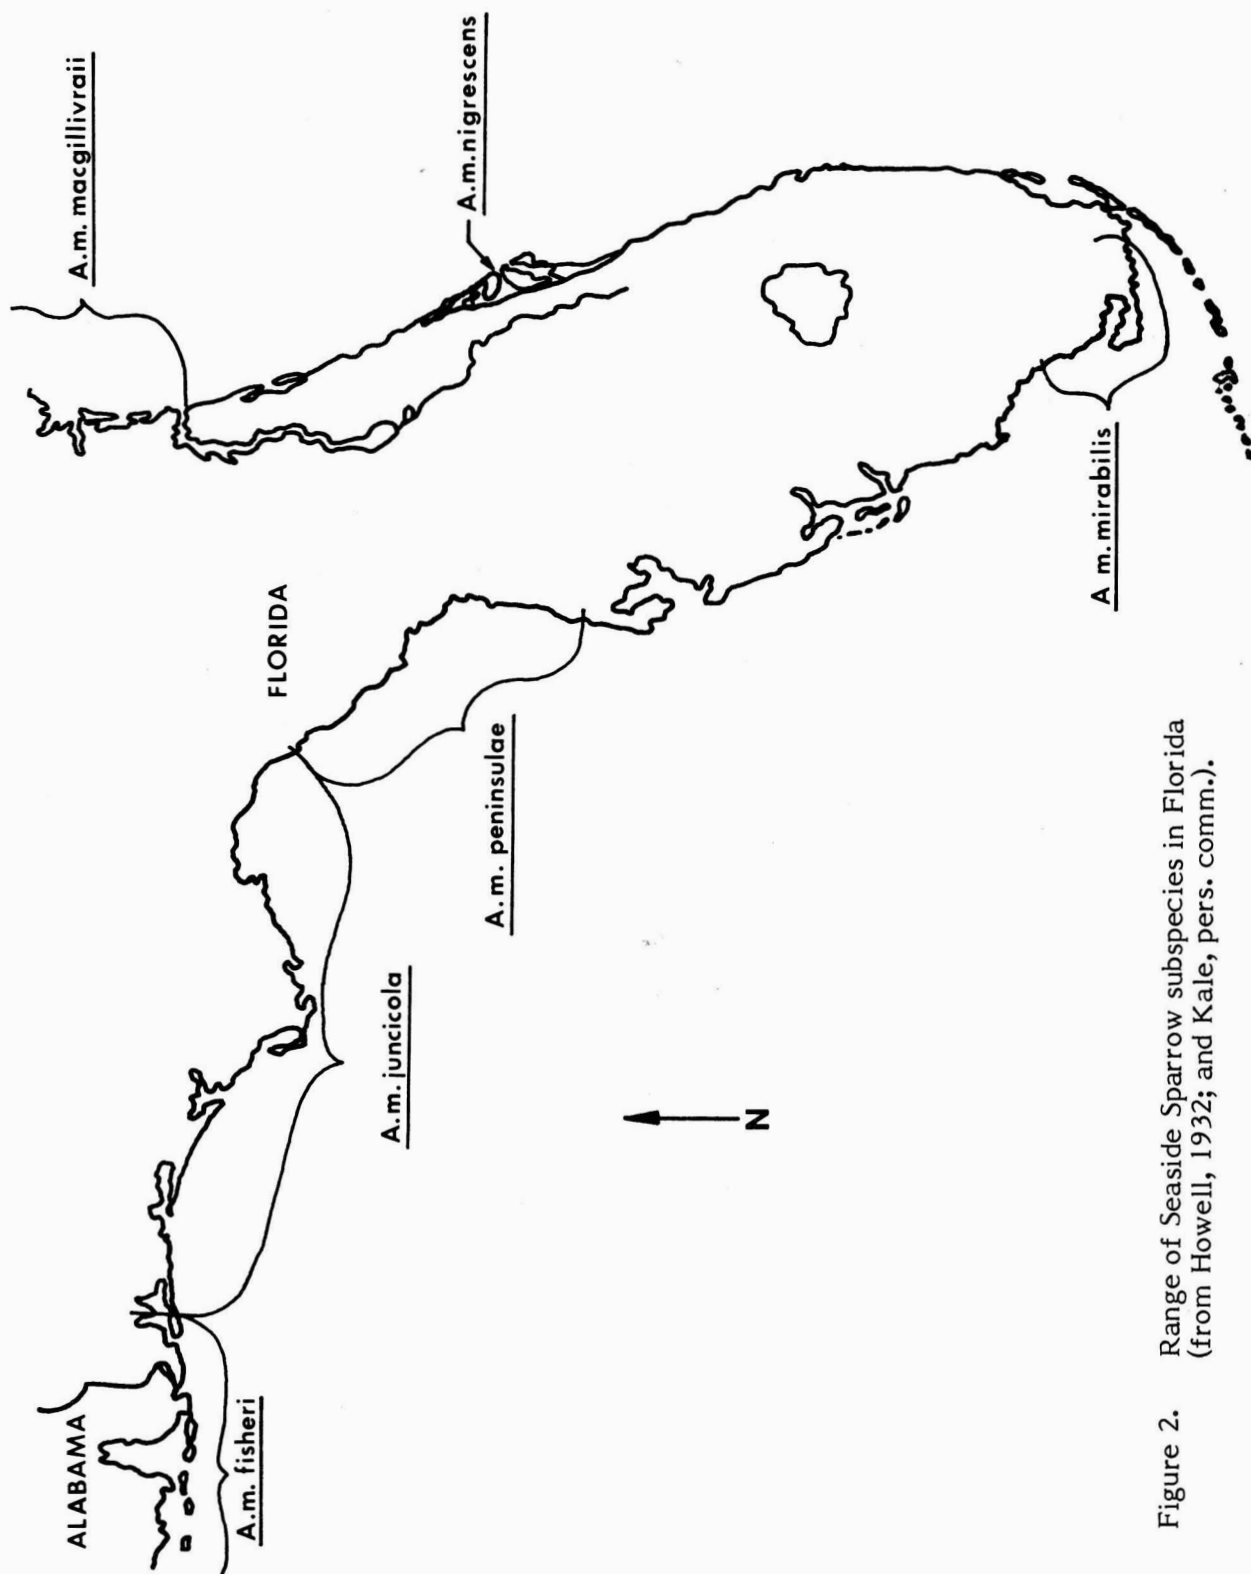 ALABAMA
A.m. fisheri
FLORIDA
A.m. macgillivraii
A.m.nigrescens
A.m. juncicola
A.m. peninsulae
A m. mirabilis
N
Figure 2. Range of Seaside Sparrow subspecies in Florida
(from Howell, 1932; and Kale, pers. comm.).